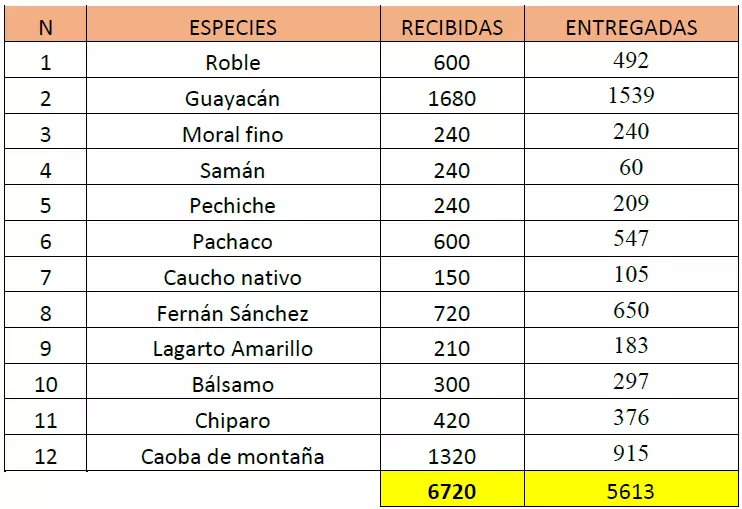 N ESPECIES RECIBIDAS ENTREGADAS
1 Roble 600 492
2 Guayacán 1680 1539
3 Moral fino 240 240
4 Samán 240 60
5 Pechiche 240 209
6 Pachaco 600 547
7 Caucho nativo 150 105
8 Fernán Sánchez 720 650
9 Lagarto Amarillo 210 183
10 Bálsamo 300 297
11 Chiparo 420 376
12 Caoba de montaña 1320 915
6720 5613